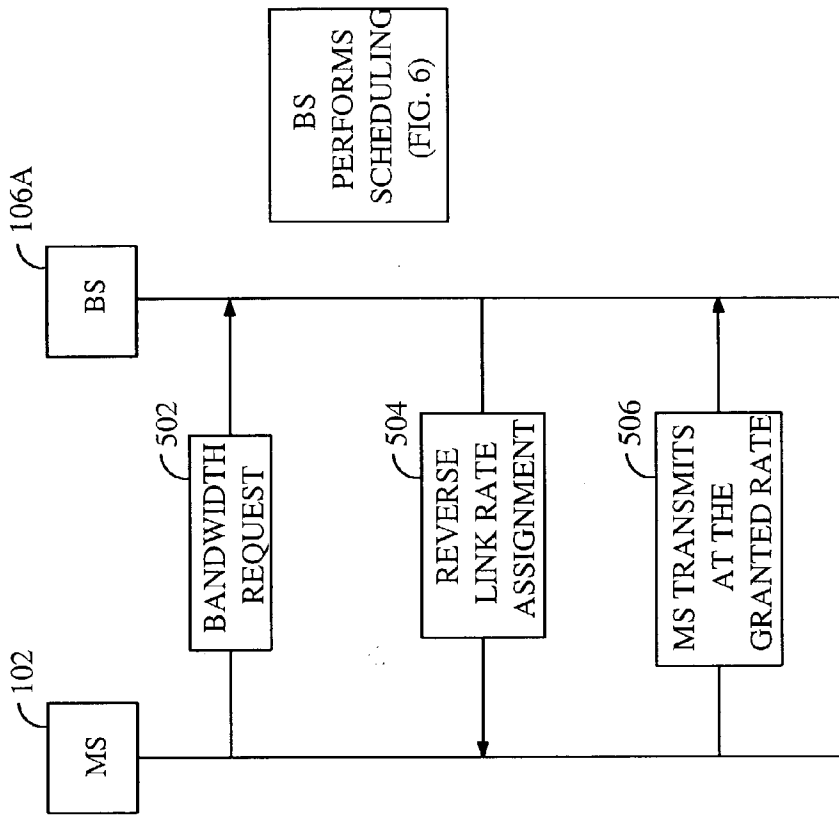 102
MS
106A
BS
502
BANDWIDTH
REQUEST
BS
PERFORMS
SCHEDULING
(FIG. 6)
504
REVERSE
LINK RATE
ASSIGNMENT
506
MS TRANSMITS
AT THE
GRANTED RATE